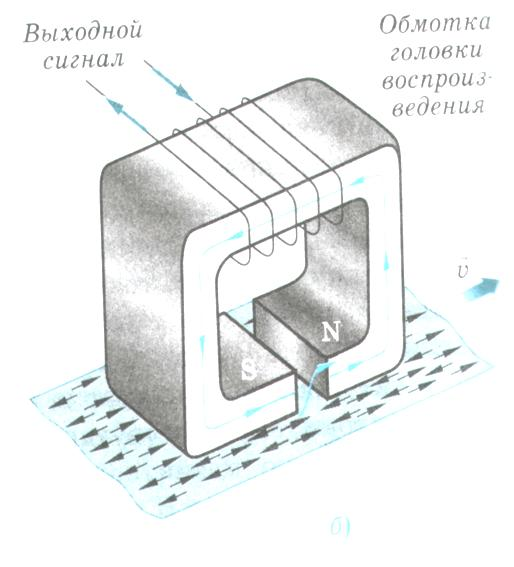 Выходной
сигнал
Обмотка
головки
воспроиз-
ведения
v
N
S
б)